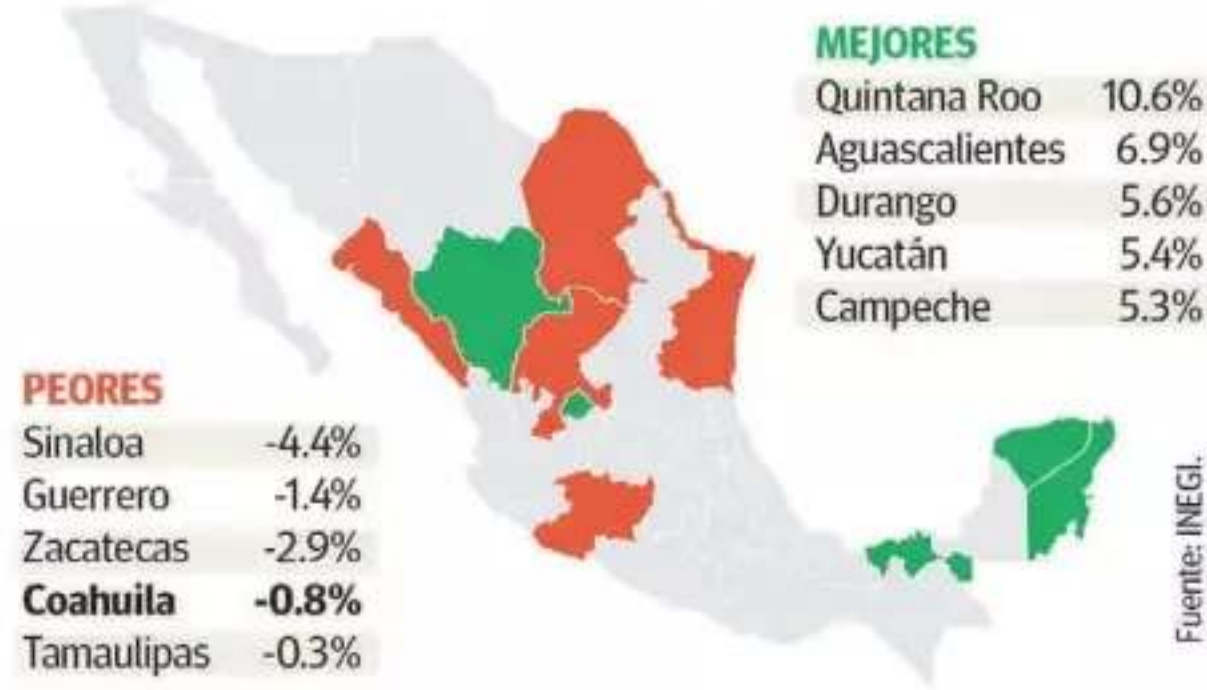 MEJORES
Quintana Roo 10.6%
Aguascalientes 6.9%
Durango 5.6%
Yucatán 5.4%
Campeche 5.3%
PEORES
Sinaloa -4.4%
Guerrero -1.4%
Zacatecas -2.9%
Coahuila -0.8%
Tamaulipas -0.3%
Fuente: INEGI.